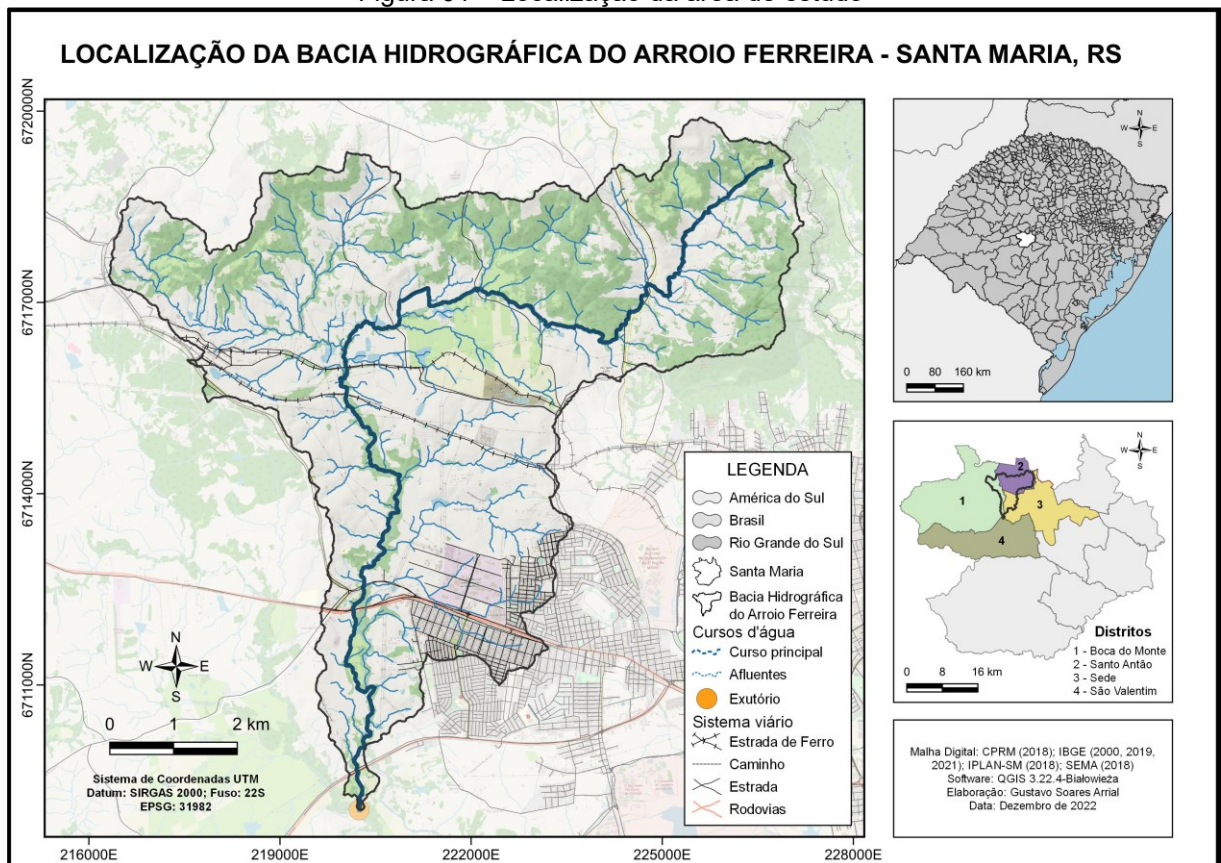 LOCALIZAÇÃO DA BACIA HIDROGRÁFICA DO ARROIO FERREIRA - SANTA MARIA, RS
6720000N
6717000N
6714000N
6711000N
216000E
219000E
222000E
225000E
228000E
N
W E
S
0 1 2 km
Sistema de Coordenadas UTM
Datum: SIRGAS 2000; Fuso: 22S
EPSG: 31982
LEGENDA
América do Sul
Brasil
Rio Grande do Sul
Santa Maria
Bacia Hidrográfica
do Arroio Ferreira
Cursos d'água
Curso principal
Afluentes
Exutório
Sistema viário
Estrada de Ferro
Caminho
Estrada
Rodovias
N
W E
S
0 80 160 km
N
W E
S
1
2
3
4
0 8 16 km
Distritos
1 - Boca do Monte
2 - Santo Antão
3 - Sede
4 - São Valentim
Malha Digital: CPRM (2018); IBGE (2000, 2019,
2021); IPLAN-SM (2018); SEMA (2018)
Software: QGIS 3.22.4-Białowieża
Elaboração: Gustavo Soares Arrial
Data: Dezembro de 2022